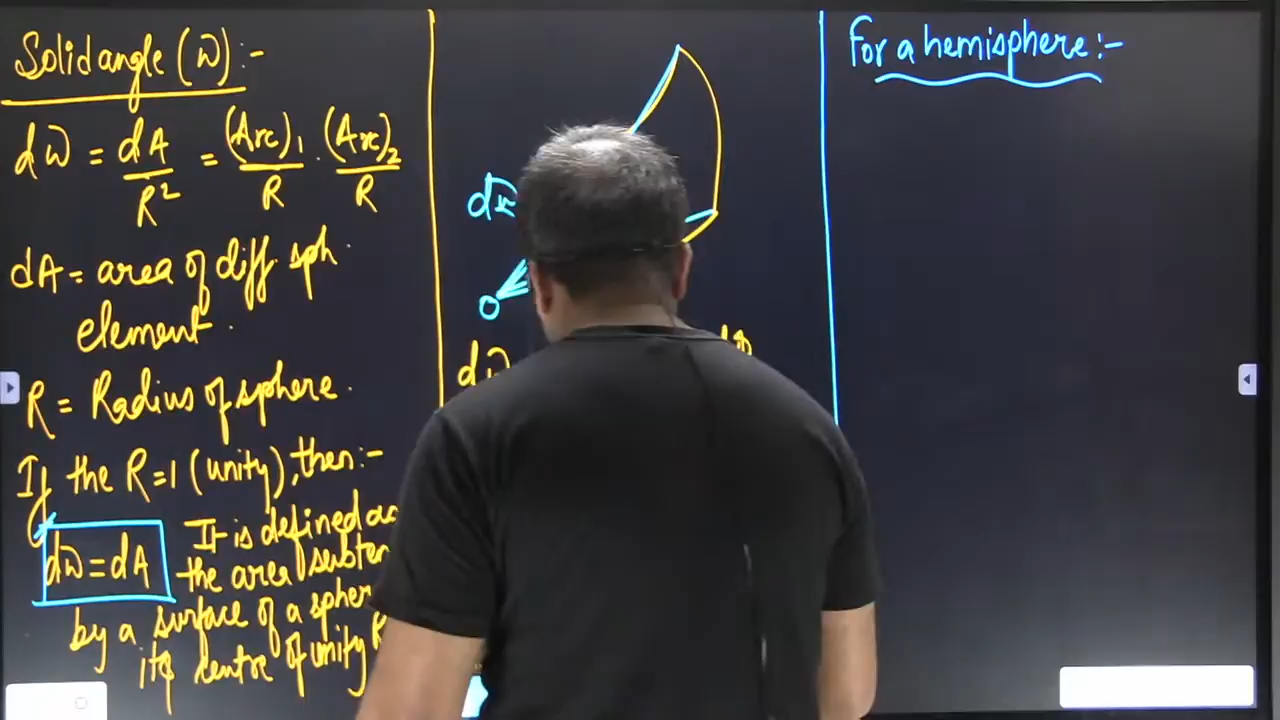 Solid angle (ω) :-
dω = dA/R² = (Arc)₁/R · (Arc)₂/R
dA = area of diff. sph.
element.
R = Radius of sphere.
If the R=1 (unity), then:-
dω = dA
It is defined as
the area
by a surface of a
its centre of unity R
O
dω
For a hemisphere:-